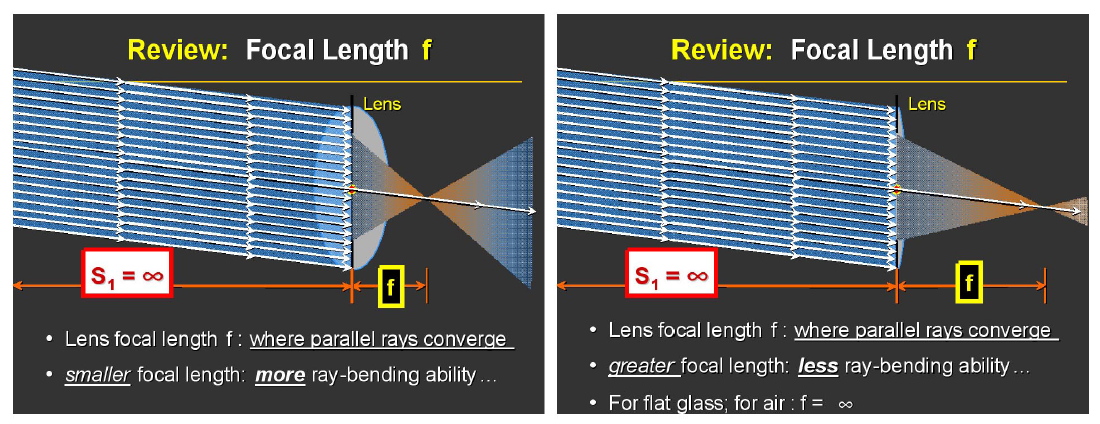 Review: Focal Length f
Lens
S₁ = ∞
f
• Lens focal length f : where parallel rays converge
• smaller focal length: more ray-bending ability…
Review: Focal Length f
Lens
S₁ = ∞
f
• Lens focal length f : where parallel rays converge
• greater focal length: less ray-bending ability…
• For flat glass; for air : f = ∞